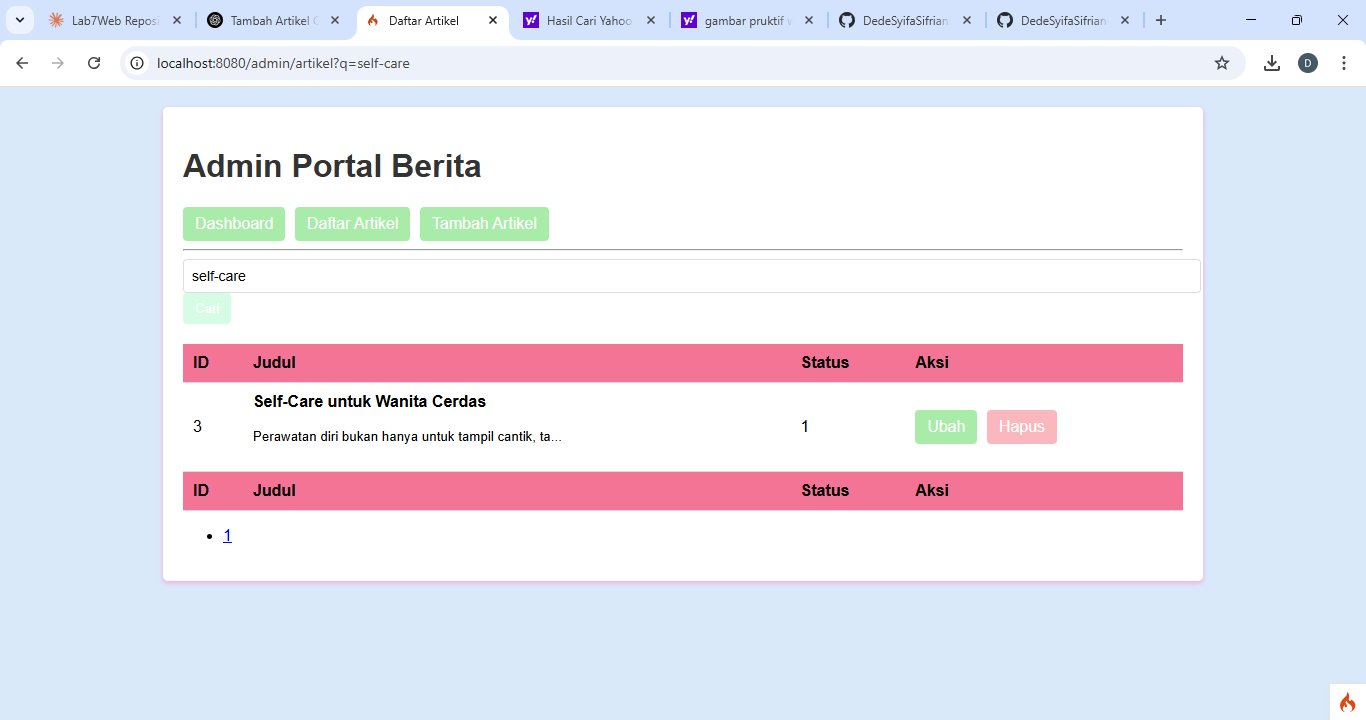 Lab7Web Reposi
Tambah Artikel C
Daftar Artikel
Hasil Cari Yahoo
gambar pruktif w
DedeSyifaSifrian
DedeSyifaSifrian
localhost:8080/admin/artikel?q=self-care
D
Admin Portal Berita
Dashboard Daftar Artikel Tambah Artikel
self-care
Cari
ID Judul Status Aksi
3 Self-Care untuk Wanita Cerdas 1 Ubah Hapus
Perawatan diri bukan hanya untuk tampil cantik, ta...
ID Judul Status Aksi
1